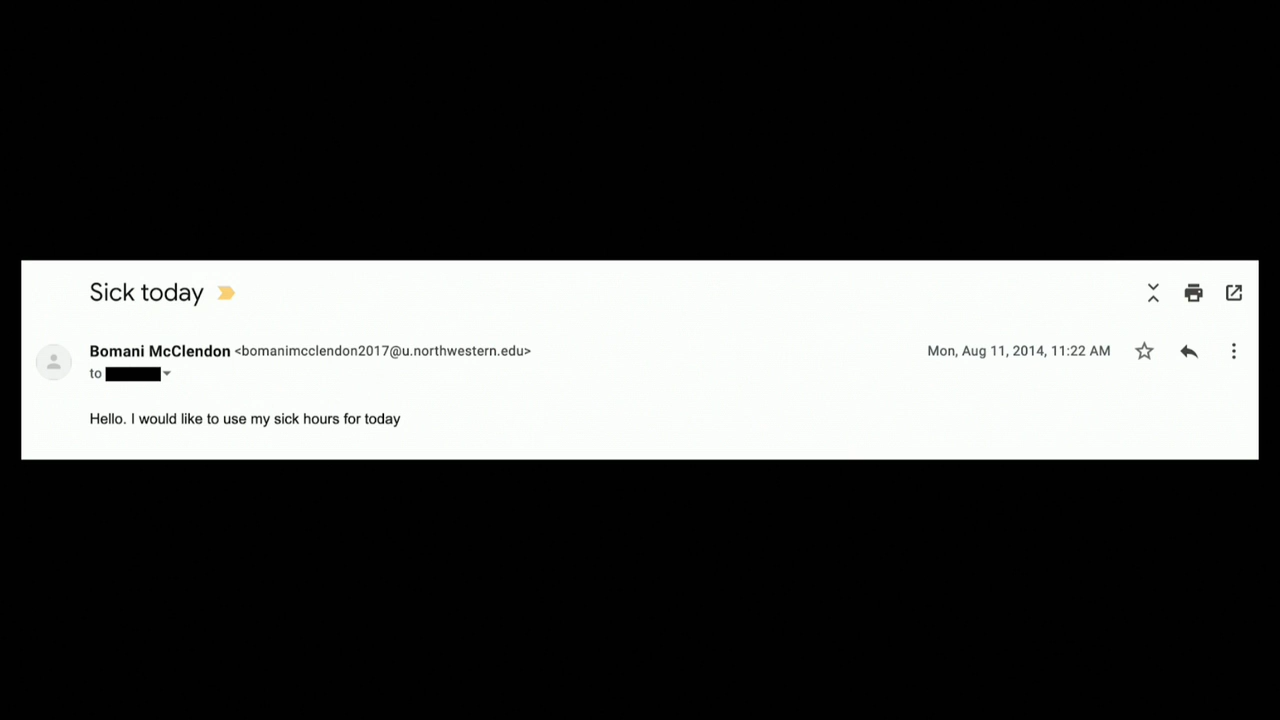 Sick today
Bomani McClendon <bomanimcclendon2017@u.northwestern.edu> Mon, Aug 11, 2014, 11:22 AM
to
Hello. I would like to use my sick hours for today